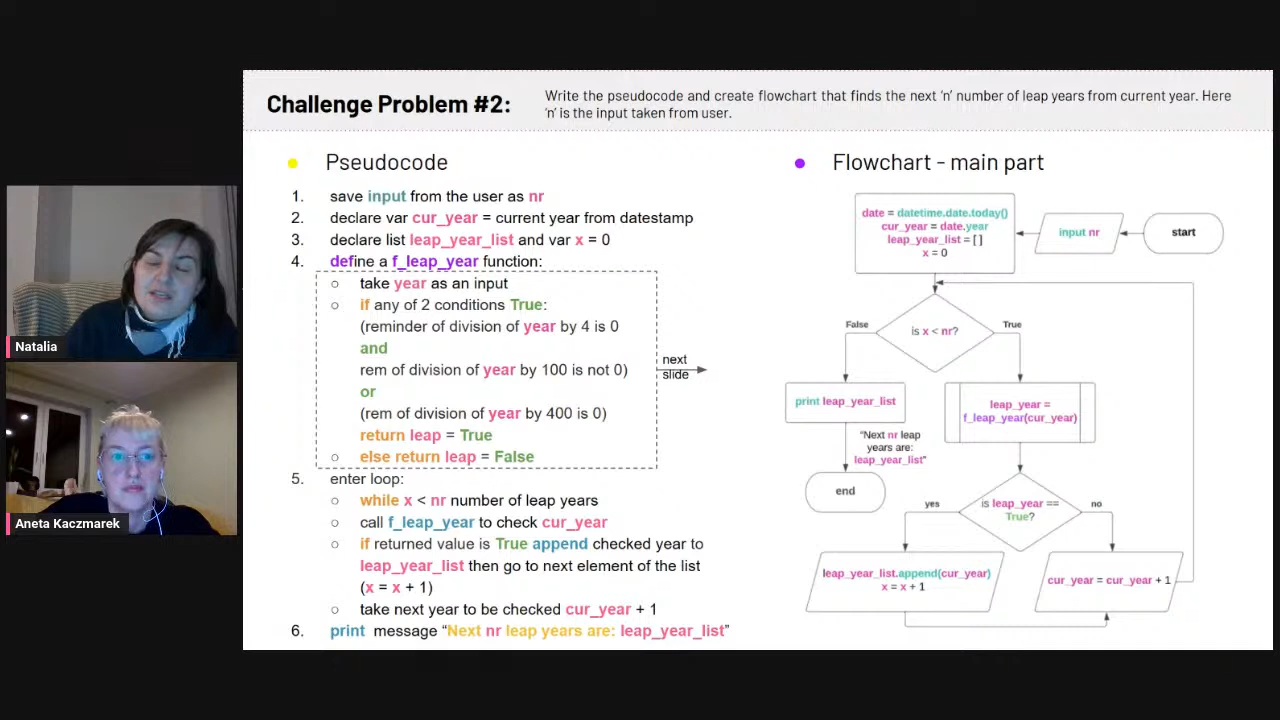 Challenge Problem #2:
Write the pseudocode and create flowchart that finds the next ‘n’ number of leap years from current year. Here
‘n’ is the input taken from user.
Pseudocode
1. save input from the user as nr
2. declare var cur_year = current year from datestamp
3. declare list leap_year_list and var x = 0
4. define a f_leap_year function:
take year as an input
if any of 2 conditions True:
(reminder of division of year by 4 is 0
and
rem of division of year by 100 is not 0)
or
(rem of division of year by 400 is 0)
return leap = True
else return leap = False
next
slide
5. enter loop:
while x < nr number of leap years
call f_leap_year to check cur_year
if returned value is True append checked year to
leap_year_list then go to next element of the list
(x = x + 1)
take next year to be checked cur_year + 1
6. print message “Next nr leap years are: leap_year_list”
Flowchart - main part
start
input nr
date = datetime.date.today()
cur_year = date.year
leap_year_list = [ ]
x = 0
is x < nr?
False
True
print leap_year_list
“Next nr leap
years are:
leap_year_list”
end
leap_year =
f_leap_year(cur_year)
is leap_year ==
True?
yes
no
leap_year_list.append(cur_year)
x = x + 1
cur_year = cur_year + 1
Natalia
Aneta Kaczmarek